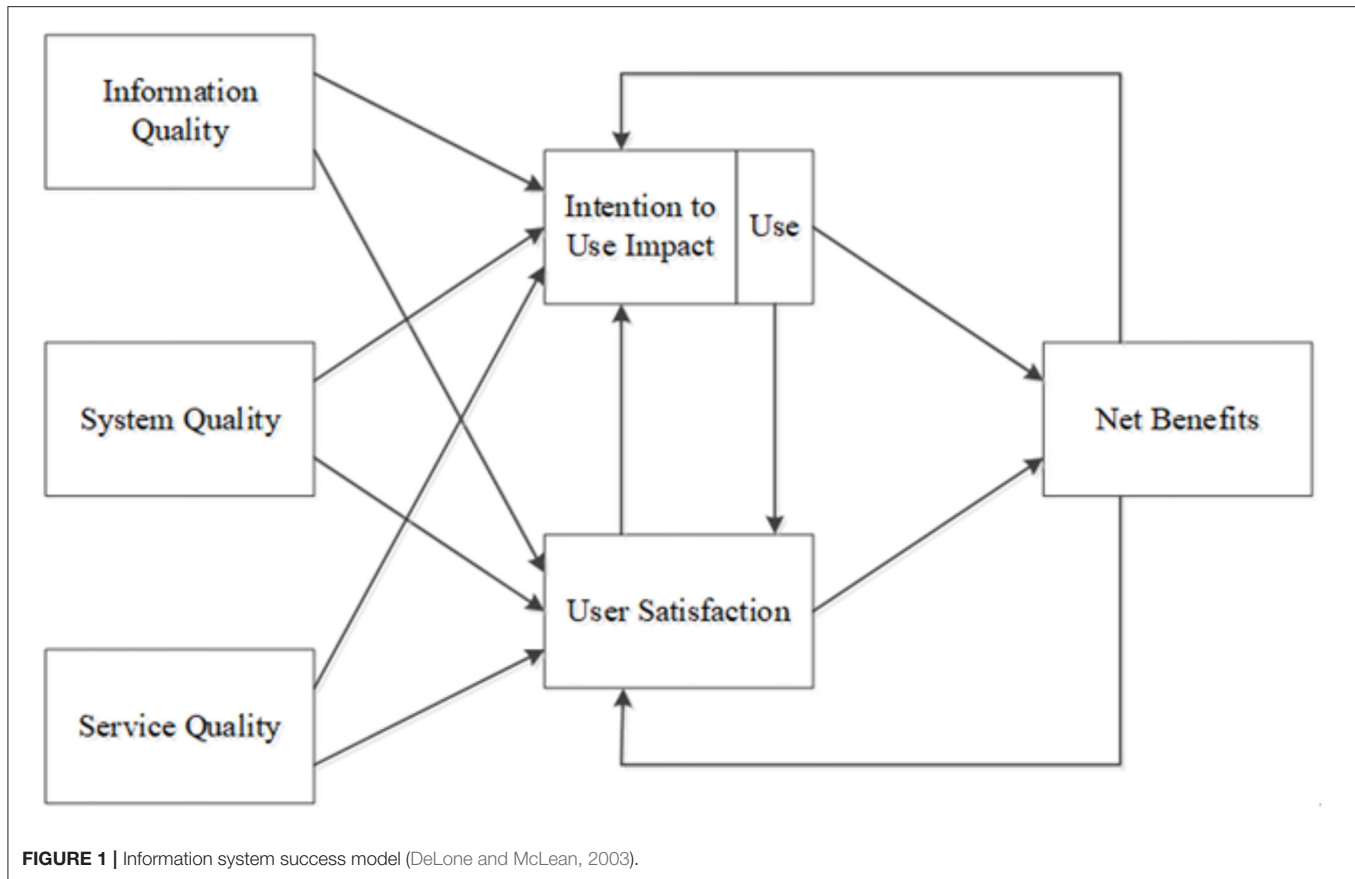 Information
Quality
Intention to
Use Impact
Use
System Quality
Net Benefits
User Satisfaction
Service Quality
FIGURE 1 | Information system success model (DeLone and McLean, 2003).